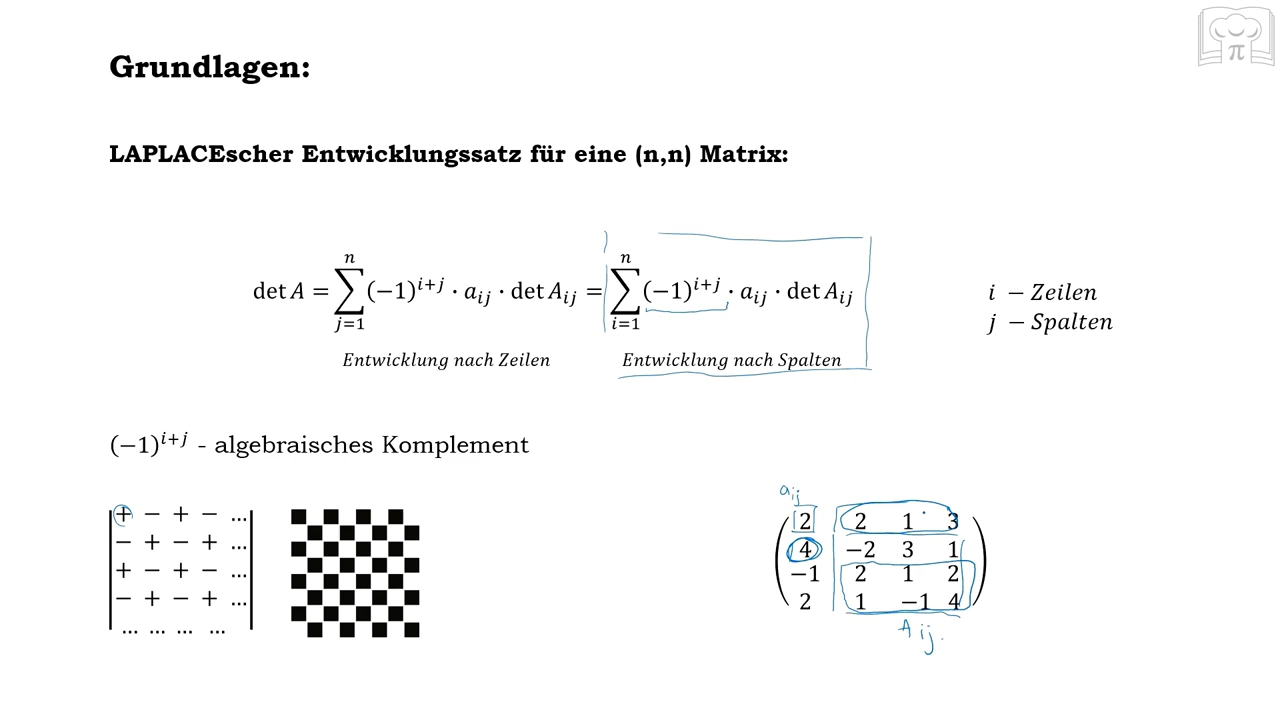 Grundlagen:
LAPLACEscher Entwicklungssatz für eine (n,n) Matrix:
det A = ∑_{j=1}^{n} (−1)^{i+j} · a_{ij} · det A_{ij} = ∑_{i=1}^{n} (−1)^{i+j} · a_{ij} · det A_{ij}
Entwicklung nach Zeilen
Entwicklung nach Spalten
i – Zeilen
j – Spalten
(−1)^{i+j} - algebraisches Komplement
+ − + − ...
− + − + ...
+ − + − ...
− + − + ...
... ... ... ...
a_{ij}
2 2 1 3
4 −2 3 1
−1 2 1 2
2 1 −1 4
A_{ij}.
π